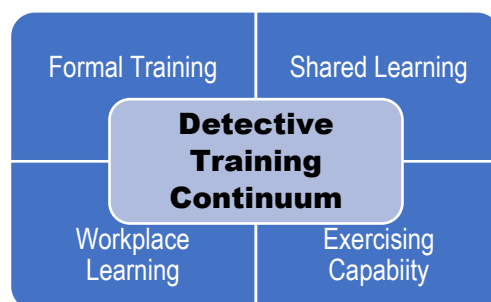 Formal Training
Shared Learning
Detective
Training
Continuum
Workplace
Learning
Exercising
Capabiity